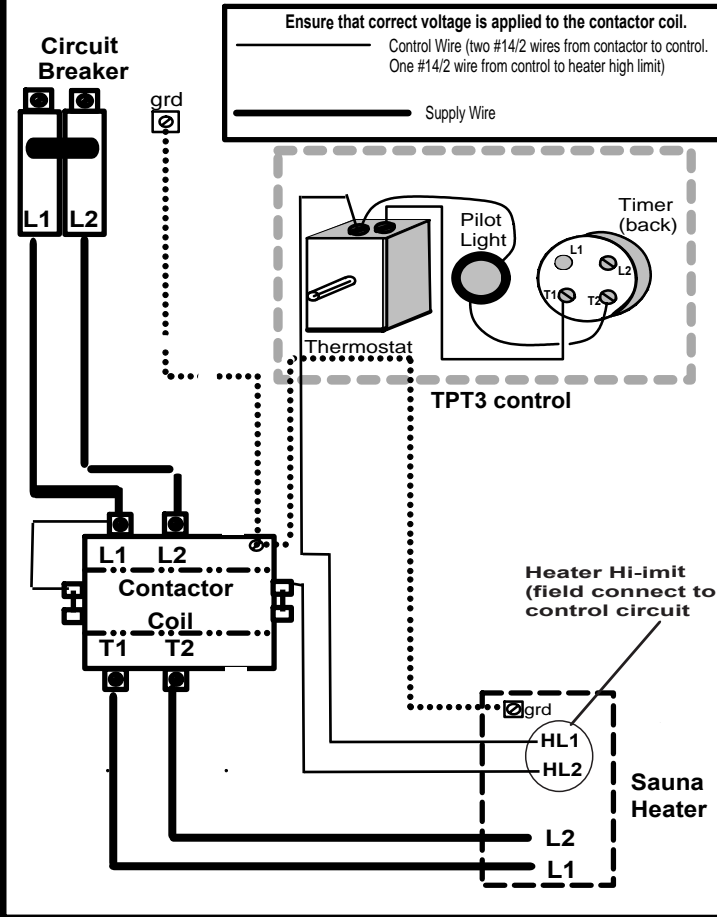 Ensure that correct voltage is applied to the contactor coil.
Control Wire (two #14/2 wires from contactor to control.
One #14/2 wire from control to heater high limit)
Supply Wire
Circuit
Breaker
L1
L2
grd
Pilot
Light
Timer
(back)
L1
L2
T1
T2
Thermostat
TPT3 control
L1
L2
Contactor
Coil
T1
T2
Heater Hi-imit
(field connect to
control circuit
grd
HL1
HL2
Sauna
Heater
L2
L1